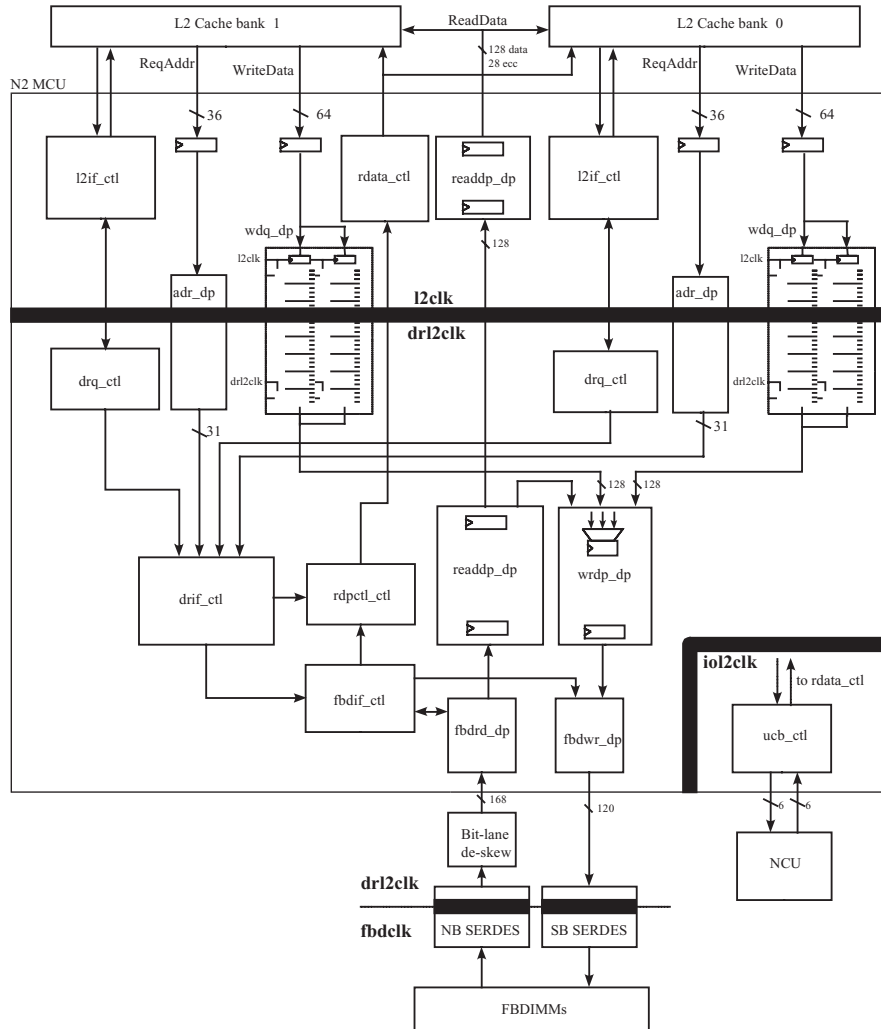 L2 Cache bank 1
ReadData
L2 Cache bank 0
128 data
28 ecc
ReqAddr
WriteData
ReqAddr
WriteData
N2 MCU
36
64
36
64
l2if_ctl
rdata_ctl
readdp_dp
l2if_ctl
wdq_dp
128
wdq_dp
l2clk
l2clk
adr_dp
adr_dp
l2clk
drl2clk
drq_ctl
drl2clk
drq_ctl
drl2clk
31
31
128
128
readdp_dp
wrdp_dp
drif_ctl
rdpctl_ctl
iol2clk
to rdata_ctl
fbdif_ctl
fbdrd_dp
fbdwr_dp
ucb_ctl
168
120
6
6
Bit-lane
de-skew
NCU
drl2clk
fbdclk
NB SERDES
SB SERDES
FBDIMMs